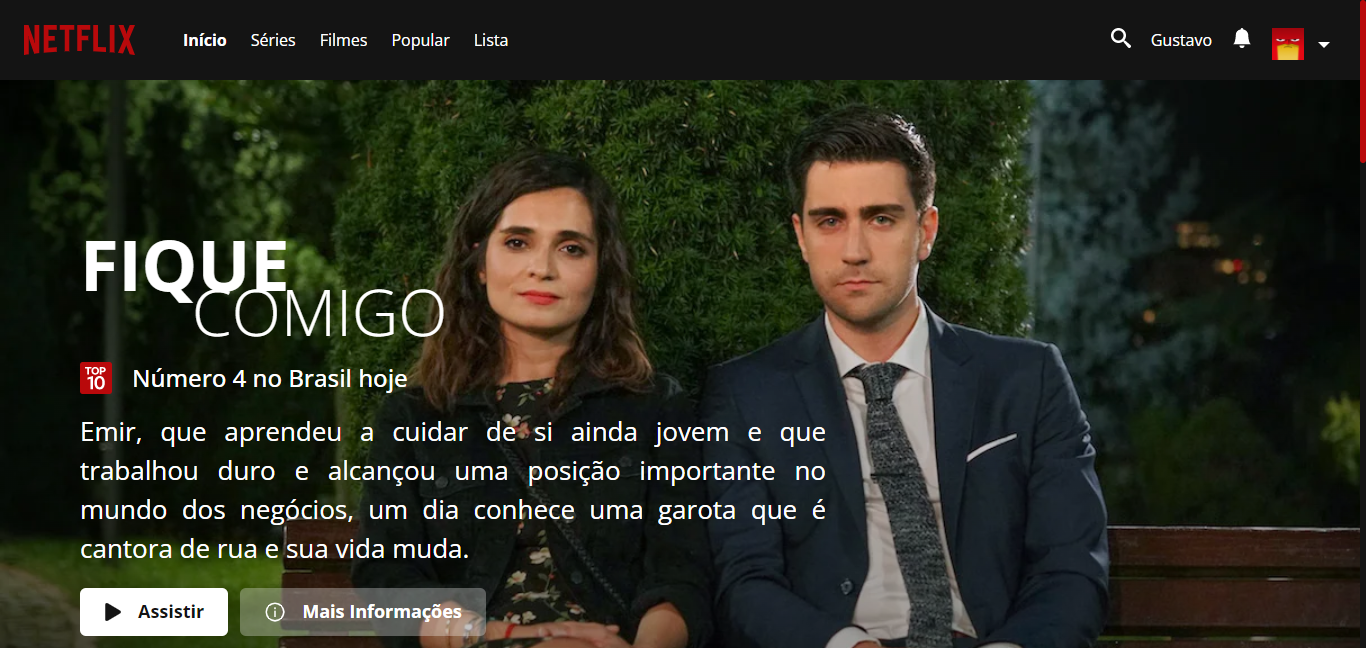 NETFLIX Início Séries Filmes Popular Lista Gustavo
FIQUE
COMIGO
TOP
10 Número 4 no Brasil hoje
Emir, que aprendeu a cuidar de si ainda jovem e que
trabalhou duro e alcançou uma posição importante no
mundo dos negócios, um dia conhece uma garota que é
cantora de rua e sua vida muda.
Assistir Mais Informações